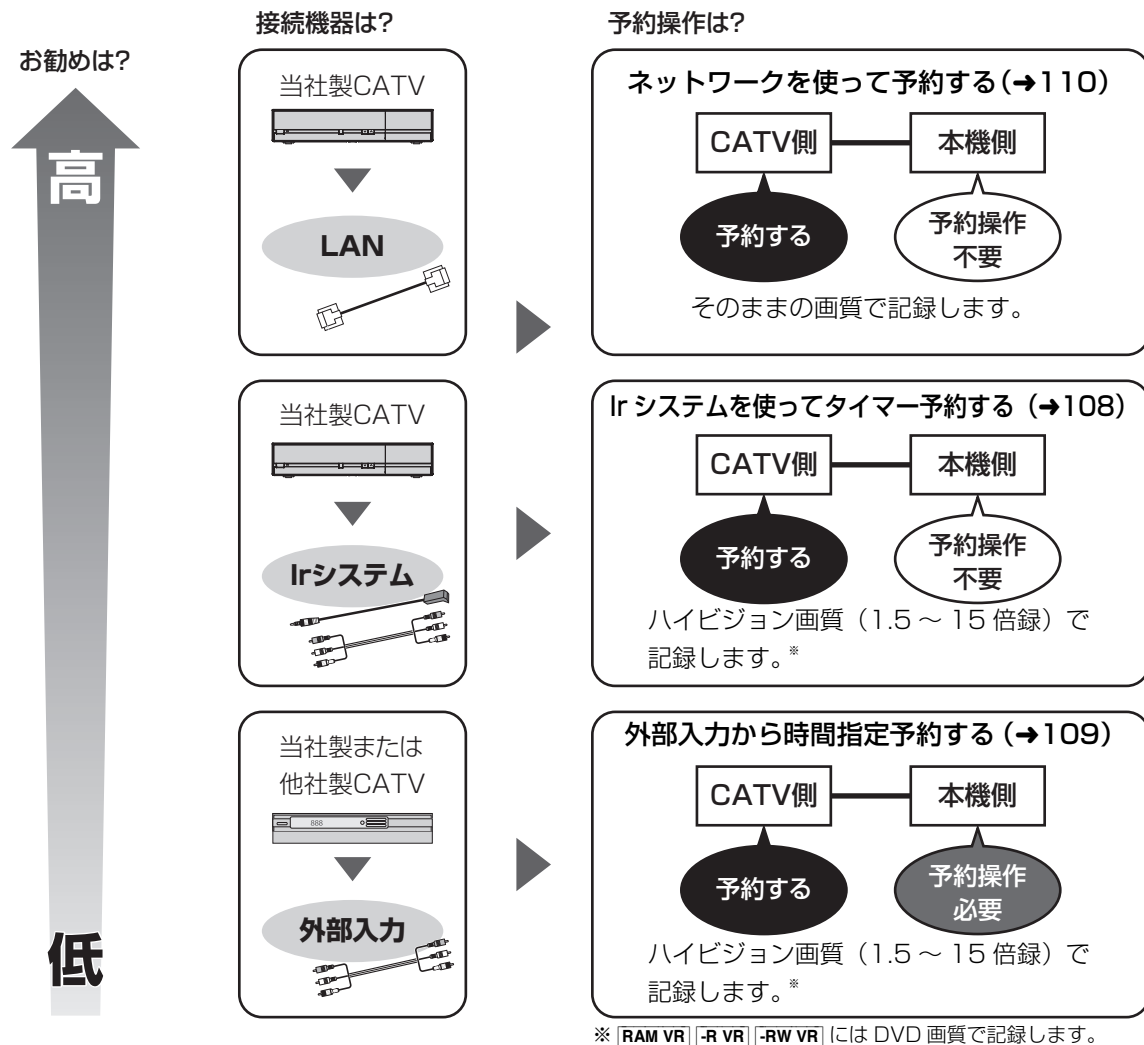 接続機器は?
予約操作は?
お勧めは?
高
低
当社製CATV
LAN
ネットワークを使って予約する(➜110)
CATV側
本機側
予約する
予約操作
不要
そのままの画質で記録します。
当社製CATV
Irシステム
Ir システムを使ってタイマー予約する(➜108)
CATV側
本機側
予約する
予約操作
不要
ハイビジョン画質(1.5 ～ 15 倍録)で
記録します。※
当社製または
他社製CATV
888
外部入力
外部入力から時間指定予約する(➜109)
CATV側
本機側
予約する
予約操作
必要
ハイビジョン画質(1.5 ～ 15 倍録)で
記録します。※
※ RAM VR -R VR -RW VR には DVD 画質で記録します。